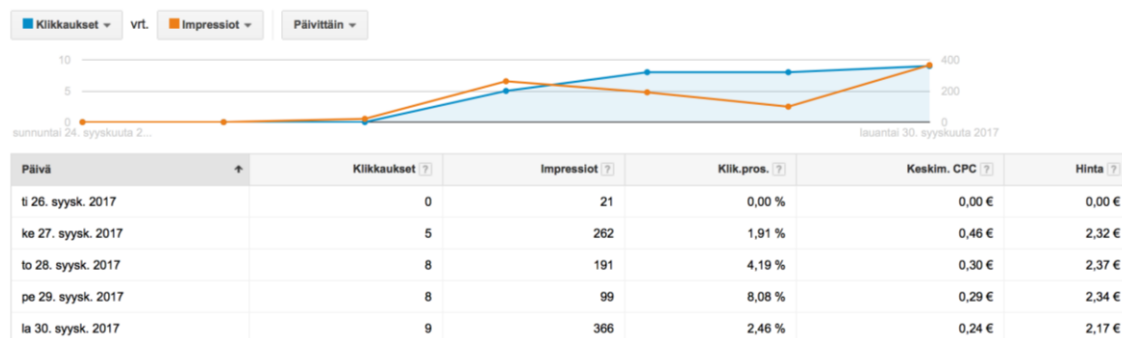 Klikkaukset vrt. Impressiot Päivittäin
10 400
5 200
0 0
sunnuntai 24. syyskuuta 2... lauantai 30. syyskuuta 2017
Päivä Klikkaukset ? Impressiot ? Klik.pros. ? Keskim. CPC ? Hinta ?
ti 26. syysk. 2017 0 21 0,00 % 0,00 € 0,00 €
ke 27. syysk. 2017 5 262 1,91 % 0,46 € 2,32 €
to 28. syysk. 2017 8 191 4,19 % 0,30 € 2,37 €
pe 29. syysk. 2017 8 99 8,08 % 0,29 € 2,34 €
la 30. syysk. 2017 9 366 2,46 % 0,24 € 2,17 €